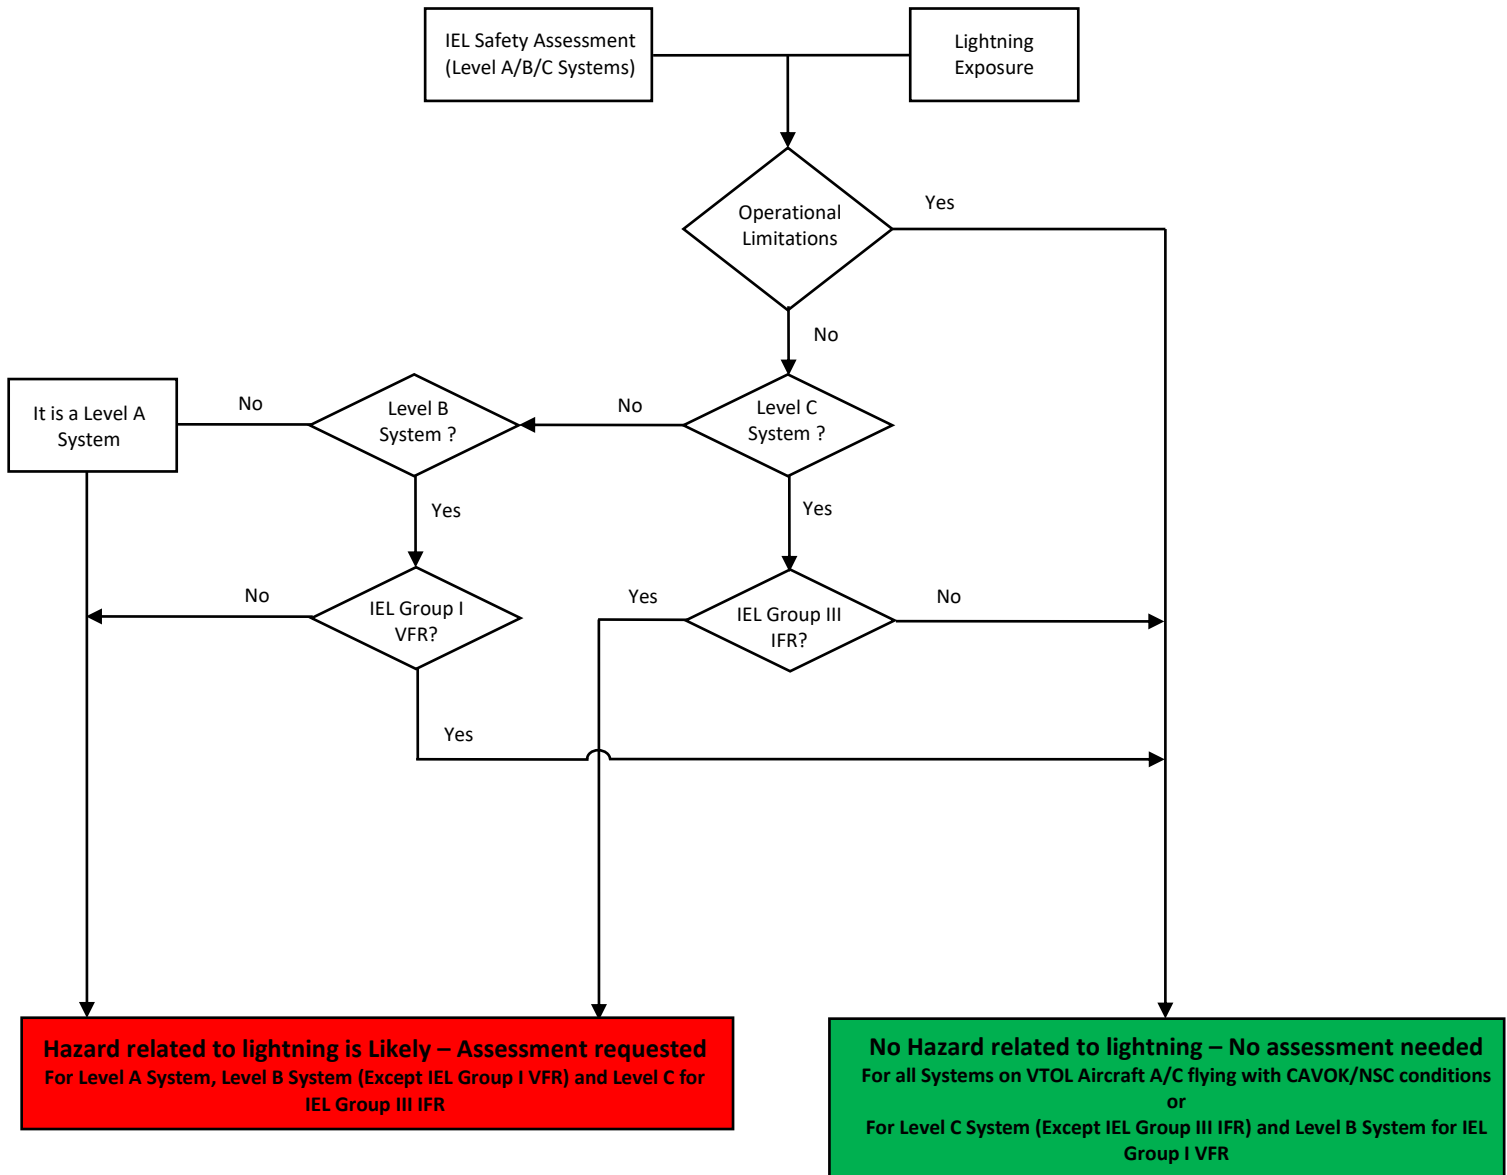 IEL Safety Assessment
(Level A/B/C Systems)
Lightning
Exposure
Operational
Limitations
Yes
No
It is a Level A
System
No
Level B
System ?
No
Level C
System ?
Yes
Yes
No
IEL Group I
VFR?
Yes
IEL Group III
IFR?
No
Yes
Hazard related to lightning is Likely – Assessment requested
For Level A System, Level B System (Except IEL Group I VFR) and Level C for
IEL Group III IFR
No Hazard related to lightning – No assessment needed
For all Systems on VTOL Aircraft A/C flying with CAVOK/NSC conditions
or
For Level C System (Except IEL Group III IFR) and Level B System for IEL
Group I VFR